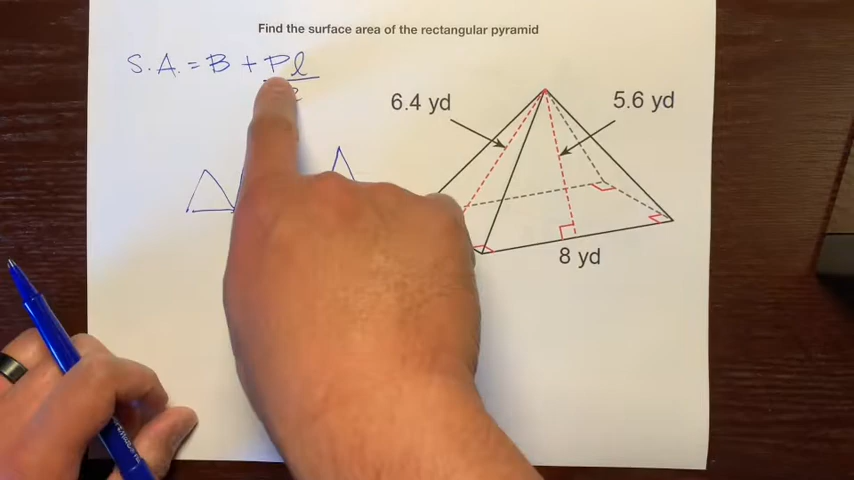 Find the surface area of the rectangular pyramid
S.A. = B + Pl
6.4 yd
5.6 yd
8 yd